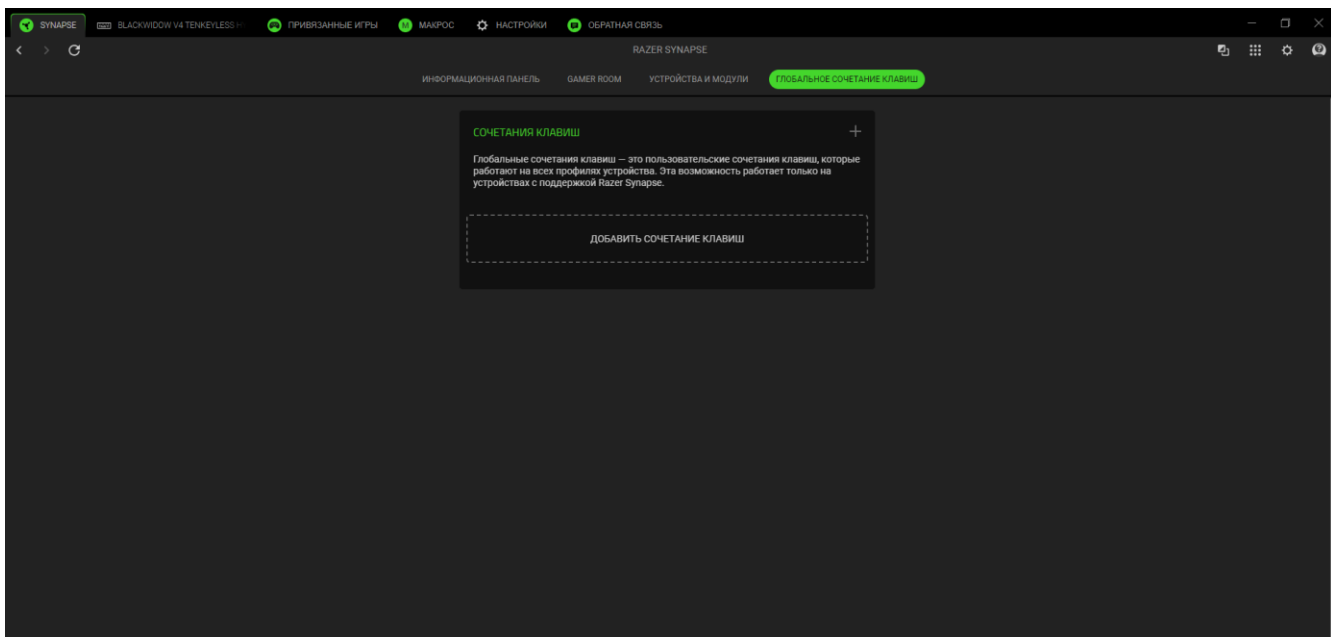 SYNAPSE BLACKWIDOW V4 TENKEYLESS ПРИВЯЗАННЫЕ ИГРЫ M МАКРОС НАСТРОЙКИ ОБРАТНАЯ СВЯЗЬ
RAZER SYNAPSE
ИНФОРМАЦИОННАЯ ПАНЕЛЬ GAMER ROOM УСТРОЙСТВА И МОДУЛИ ГЛОБАЛЬНОЕ СОЧЕТАНИЕ КЛАВИШ
СОЧЕТАНИЯ КЛАВИШ
Глобальные сочетания клавиш — это пользовательские сочетания клавиш, которые
работают на всех профилях устройства. Эта возможность работает только на
устройствах с поддержкой Razer Synapse.
ДОБАВИТЬ СОЧЕТАНИЕ КЛАВИШ